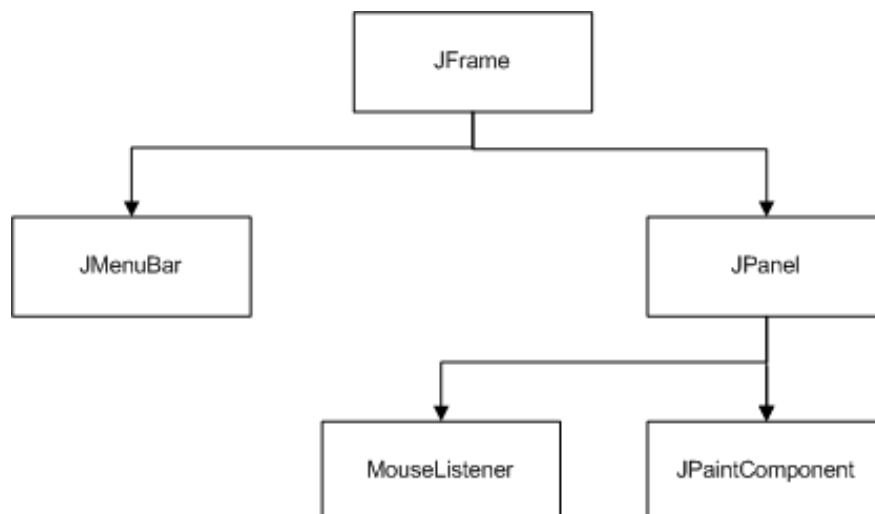 JFrame
JMenuBar
JPanel
MouseListener
JPaintComponent